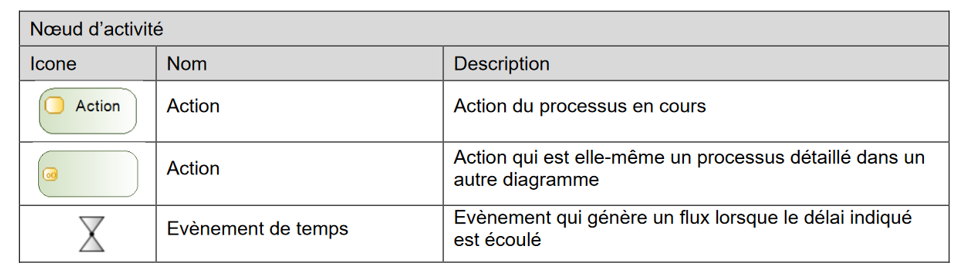 Nœud d’activité
Icone Nom Description
Action Action Action du processus en cours
Action Action qui est elle-même un processus détaillé dans un
autre diagramme
Evènement de temps Evènement qui génère un flux lorsque le délai indiqué
est écoulé